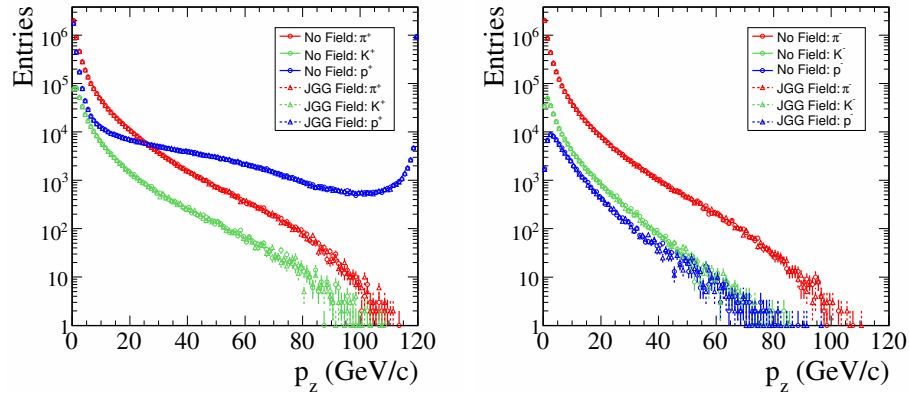 Entries
10⁶
10⁵
10⁴
10³
10²
10
1
0 20 40 60 80 100 120
p_z (GeV/c)
No Field: π⁺
No Field: K⁺
No Field: p⁺
JGG Field: π⁺
JGG Field: K⁺
JGG Field: p⁺
Entries
10⁶
10⁵
10⁴
10³
10²
10
1
0 20 40 60 80 100 120
p_z (GeV/c)
No Field: π⁻
No Field: K⁻
No Field: p⁻
JGG Field: π⁻
JGG Field: K⁻
JGG Field: p⁻